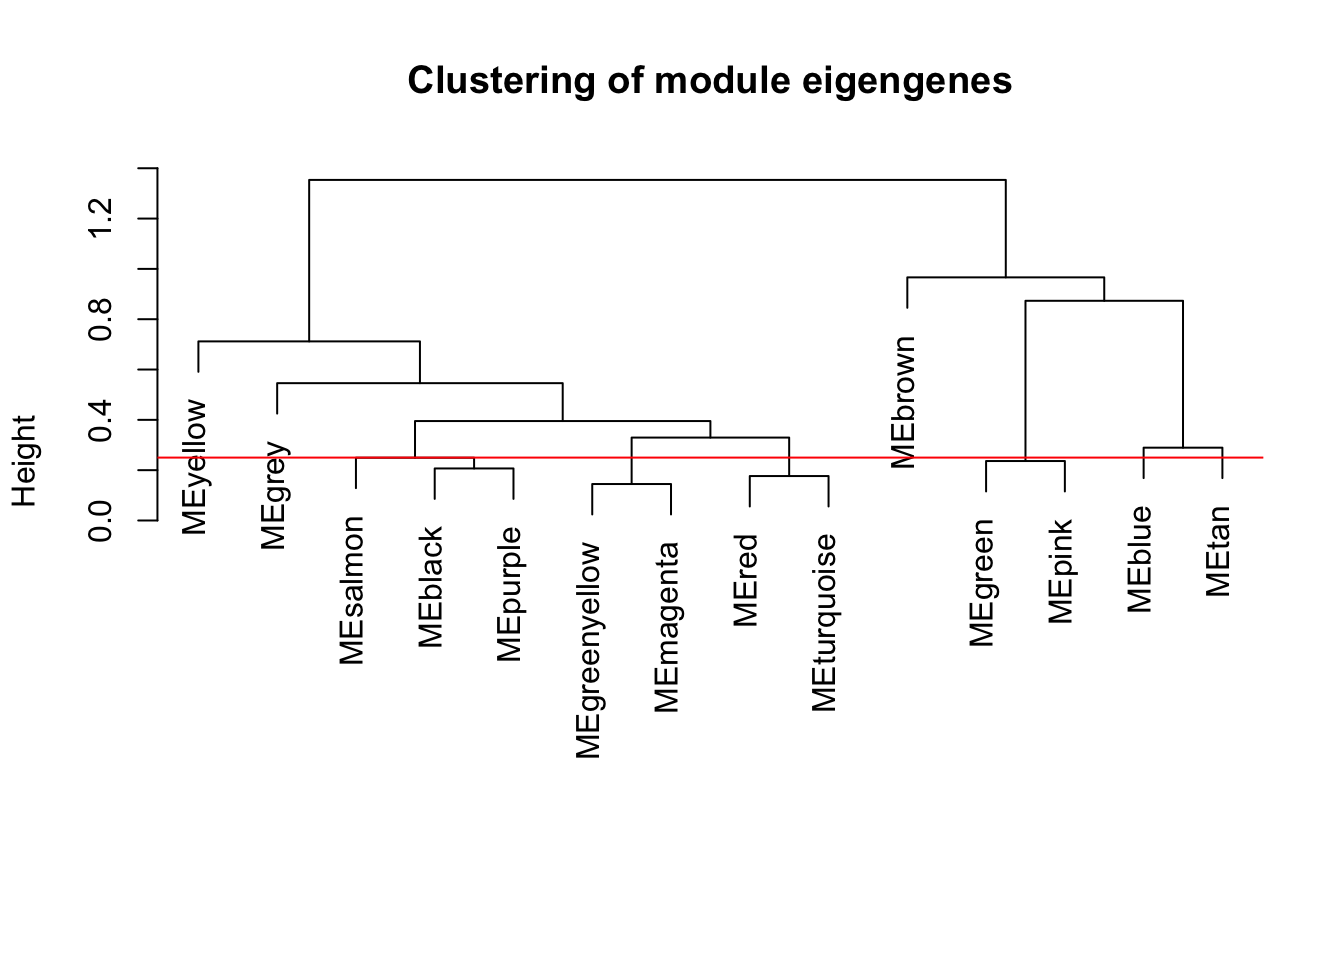 Clustering of module eigengenes
Height
0.0
0.4
0.8
1.2
MEyellow
MEgrey
MEsalmon
MEblack
MEpurple
MEgreenyellow
MEmagenta
MEred
MEturquoise
MEbrown
MEgreen
MEpink
MEblue
MEtan